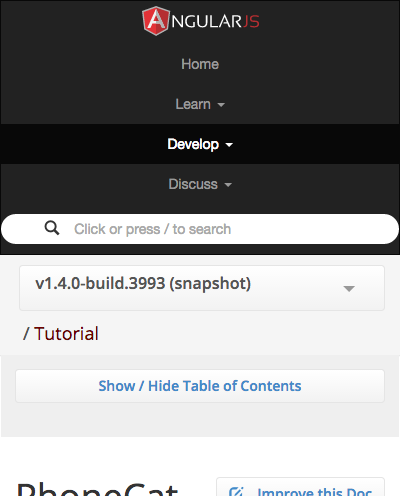 ANGULARJS
Home
Learn
Develop
Discuss
Click or press / to search
v1.4.0-build.3993 (snapshot)
/ Tutorial
Show / Hide Table of Contents
PhoneCat
Improve this Doc